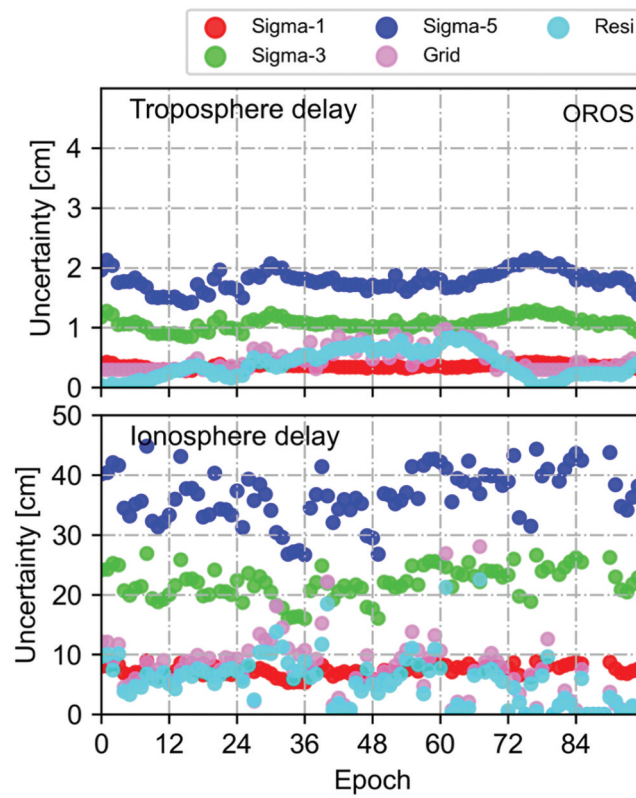 Sigma-1 Sigma-5 Resi
Sigma-3 Grid
Troposphere delay OROS
Uncertainty [cm]
4
3
2
1
0
Ionosphere delay
Uncertainty [cm]
50
40
30
20
10
0
0 12 24 36 48 60 72 84
Epoch